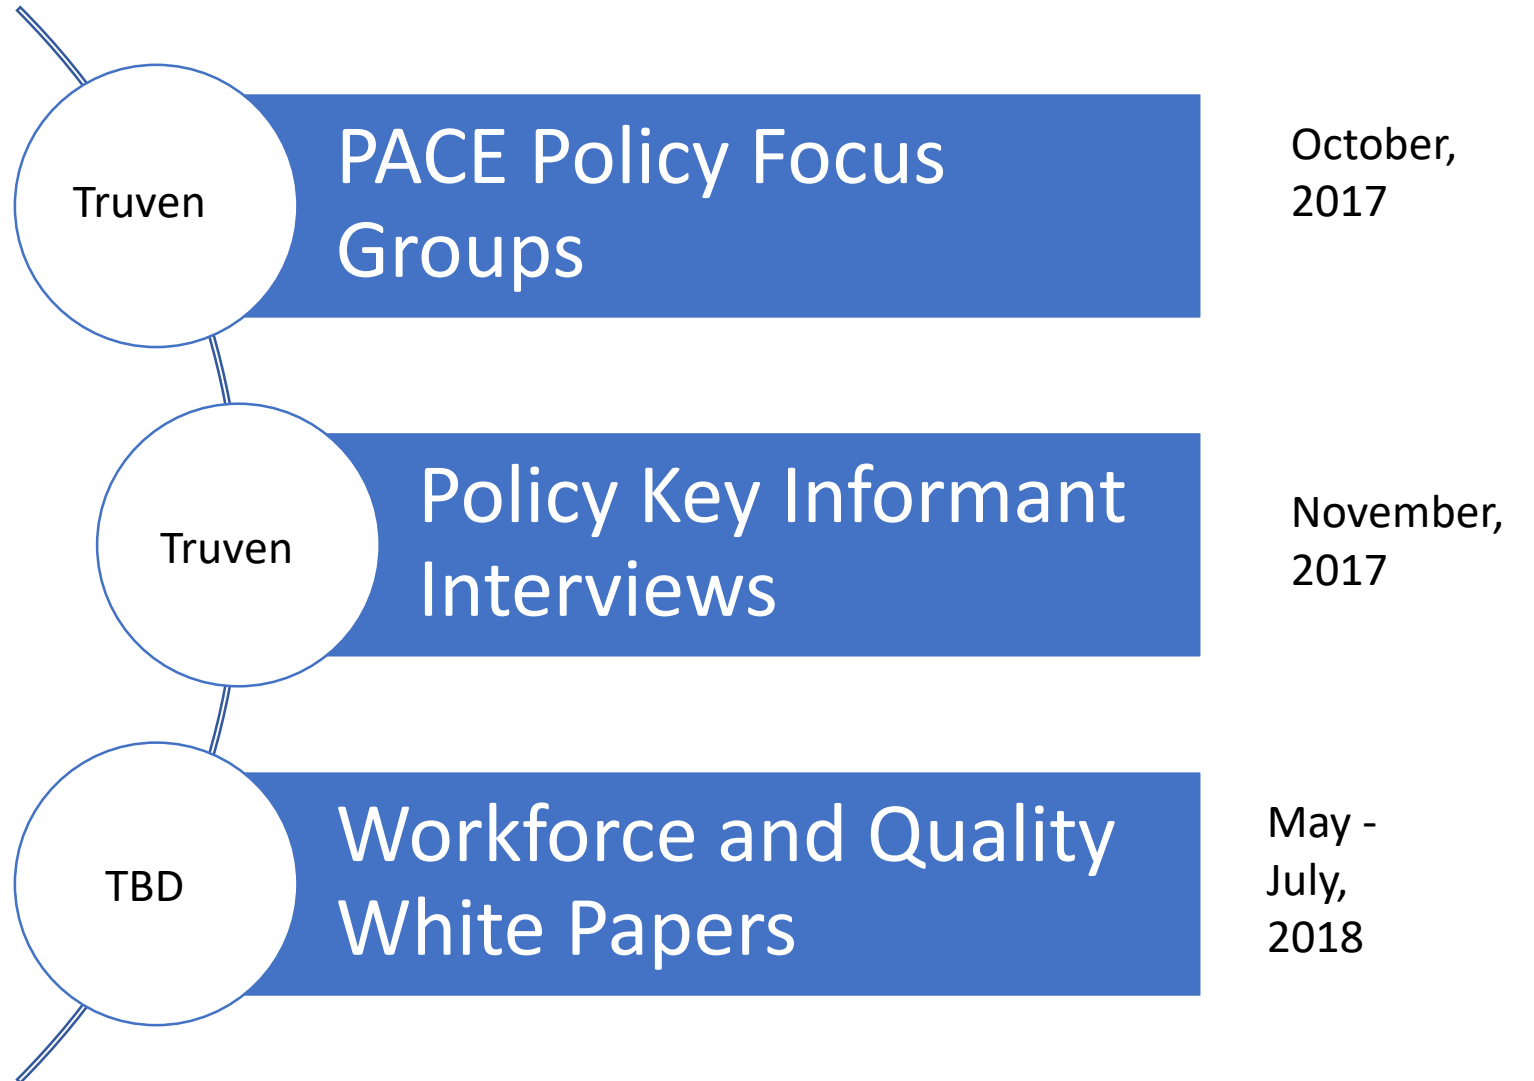 Truven
PACE Policy Focus
Groups
October,
2017
Truven
Policy Key Informant
Interviews
November,
2017
TBD
Workforce and Quality
White Papers
May -
July,
2018